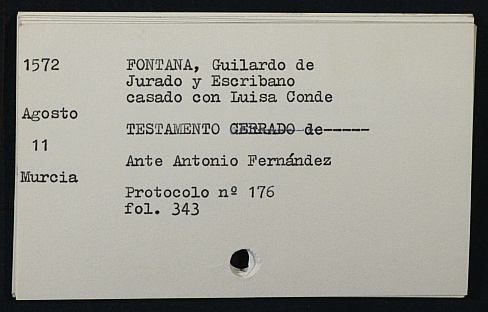 1572
FONTANA, Guilardo de
Jurado y Escribano
casado con Luisa Conde
Agosto
TESTAMENTO CERRADO de-----
11
Ante Antonio Fernández
Murcia
Protocolo nº 176
fol. 343